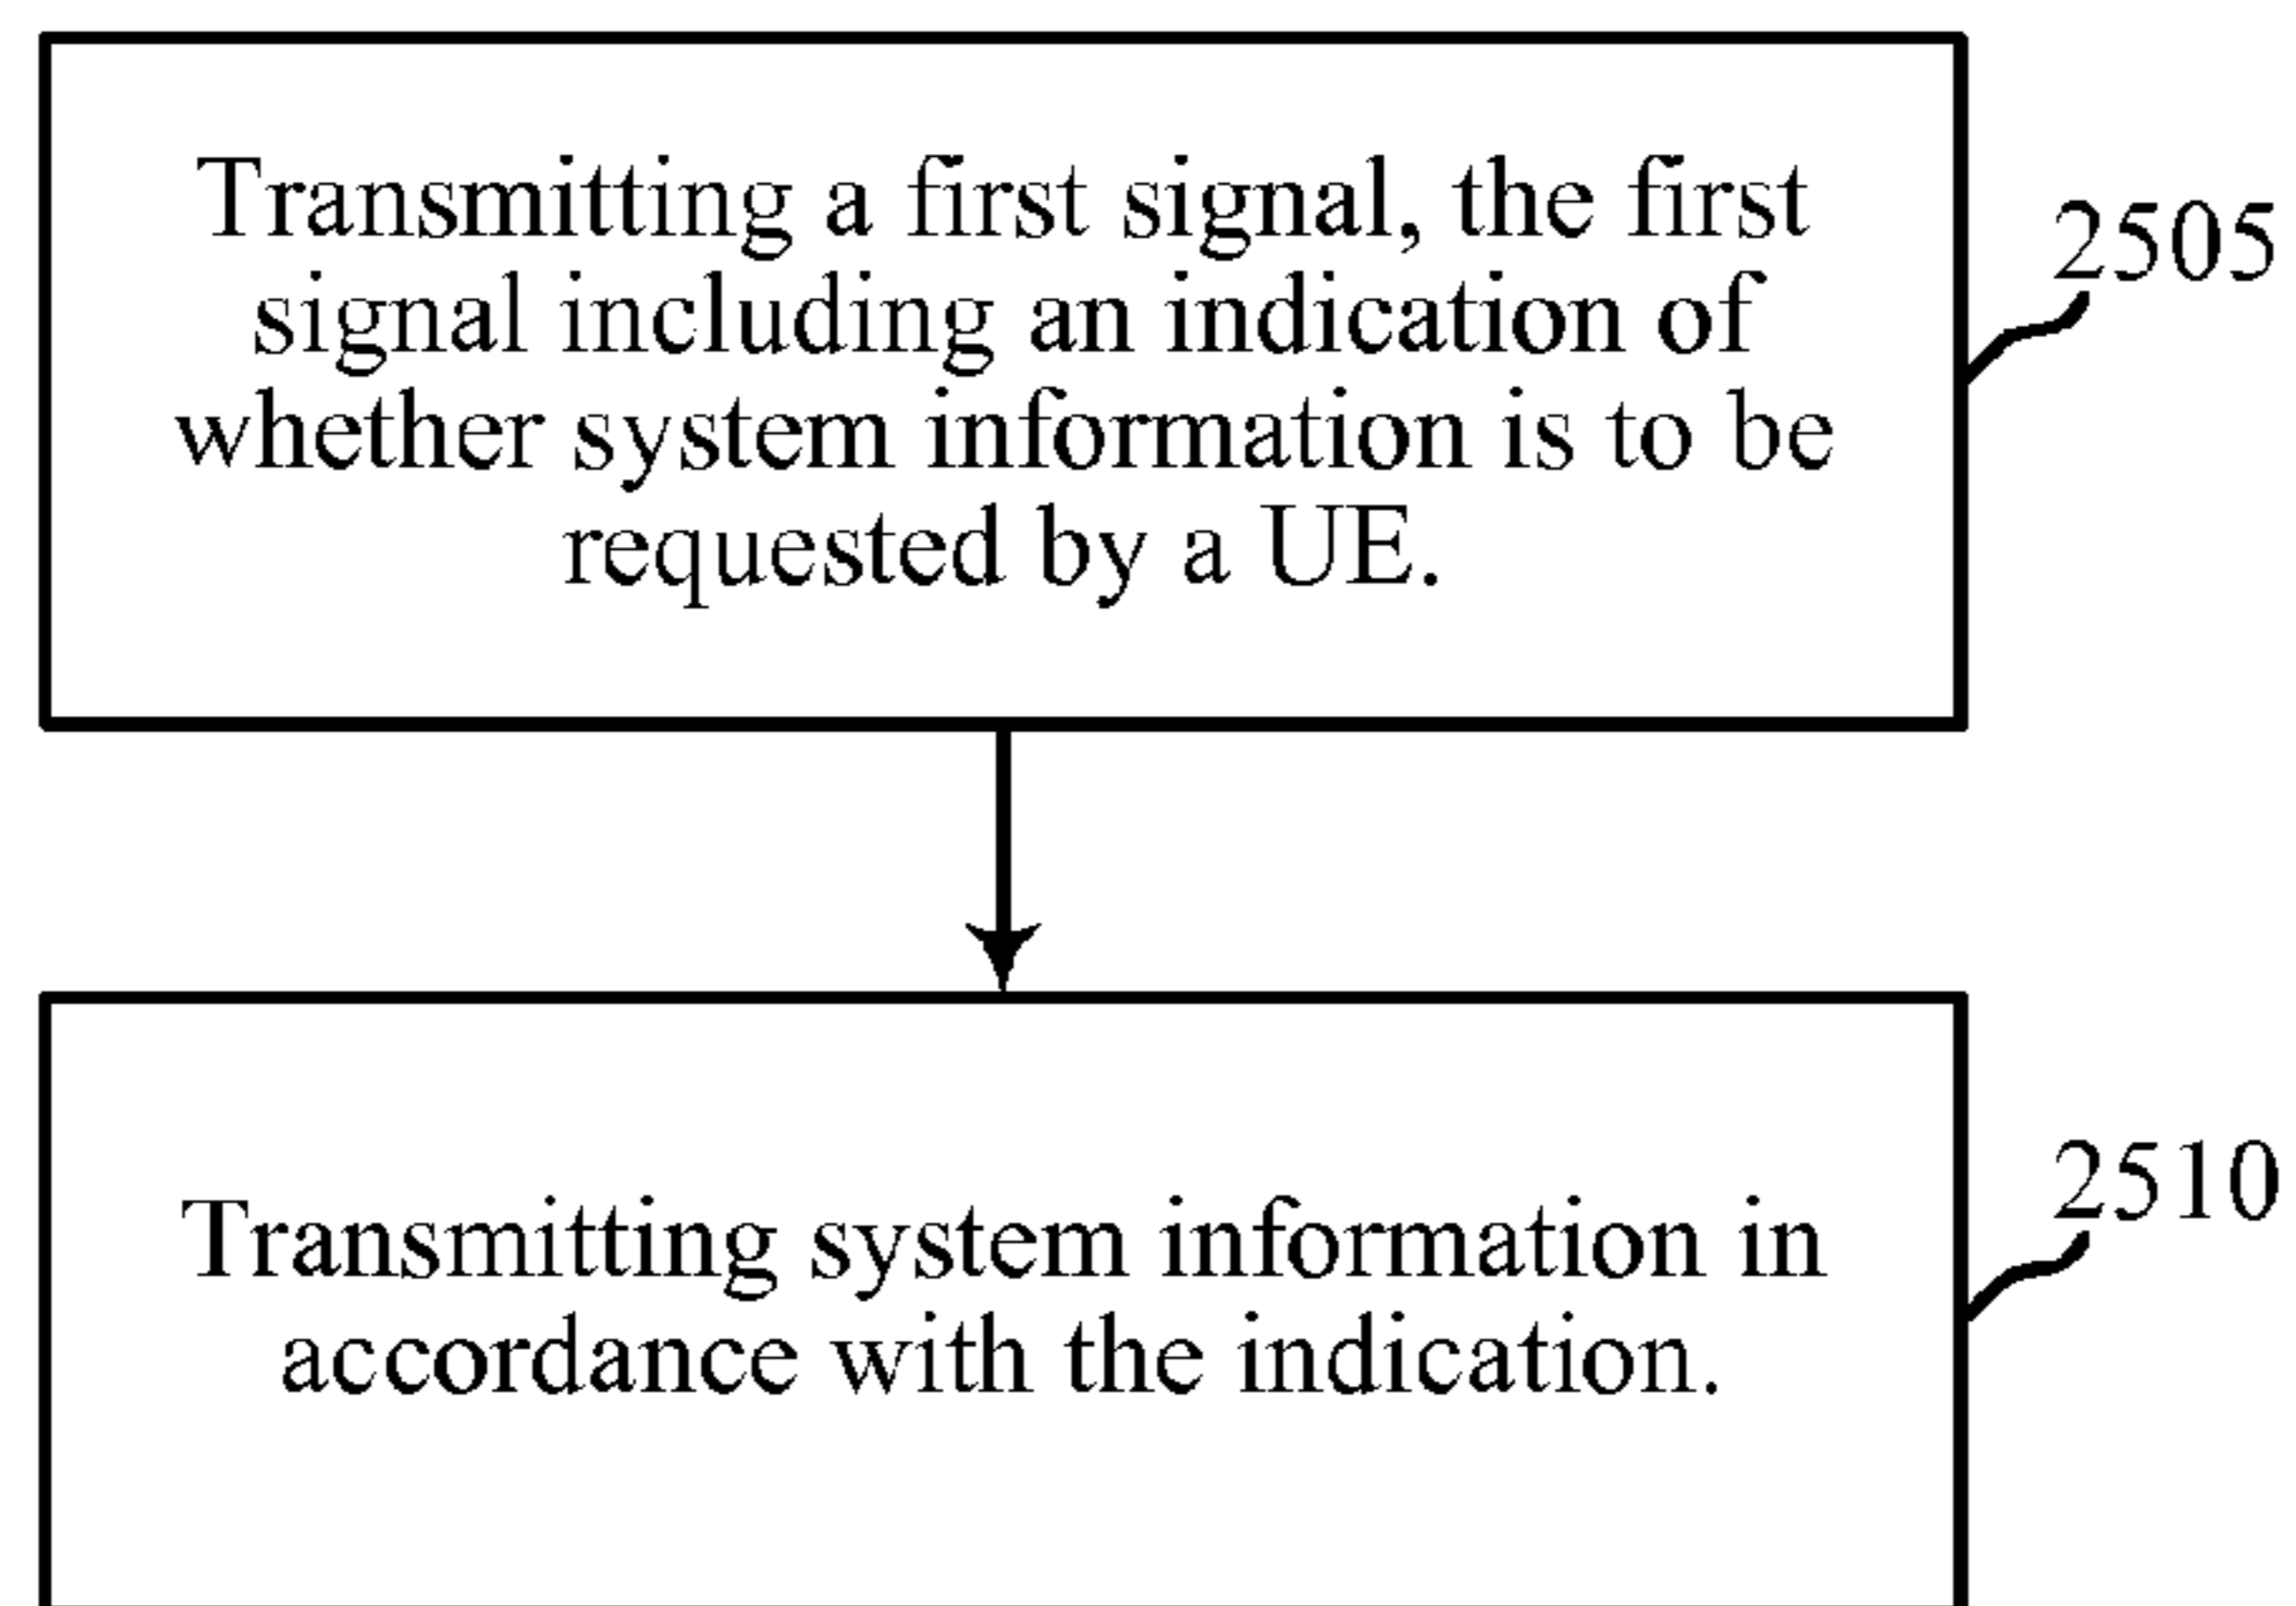 Transmitting a first signal, the first
signal including an indication of
whether system information is to be
requested by a UE.
2505
Transmitting system information in
accordance with the indication.
2510